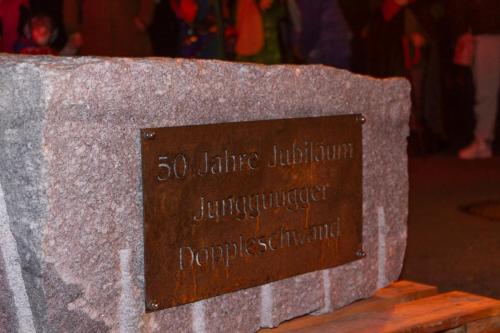 50 Jahre Jubiläum
Jungguugger
Doppleschwand